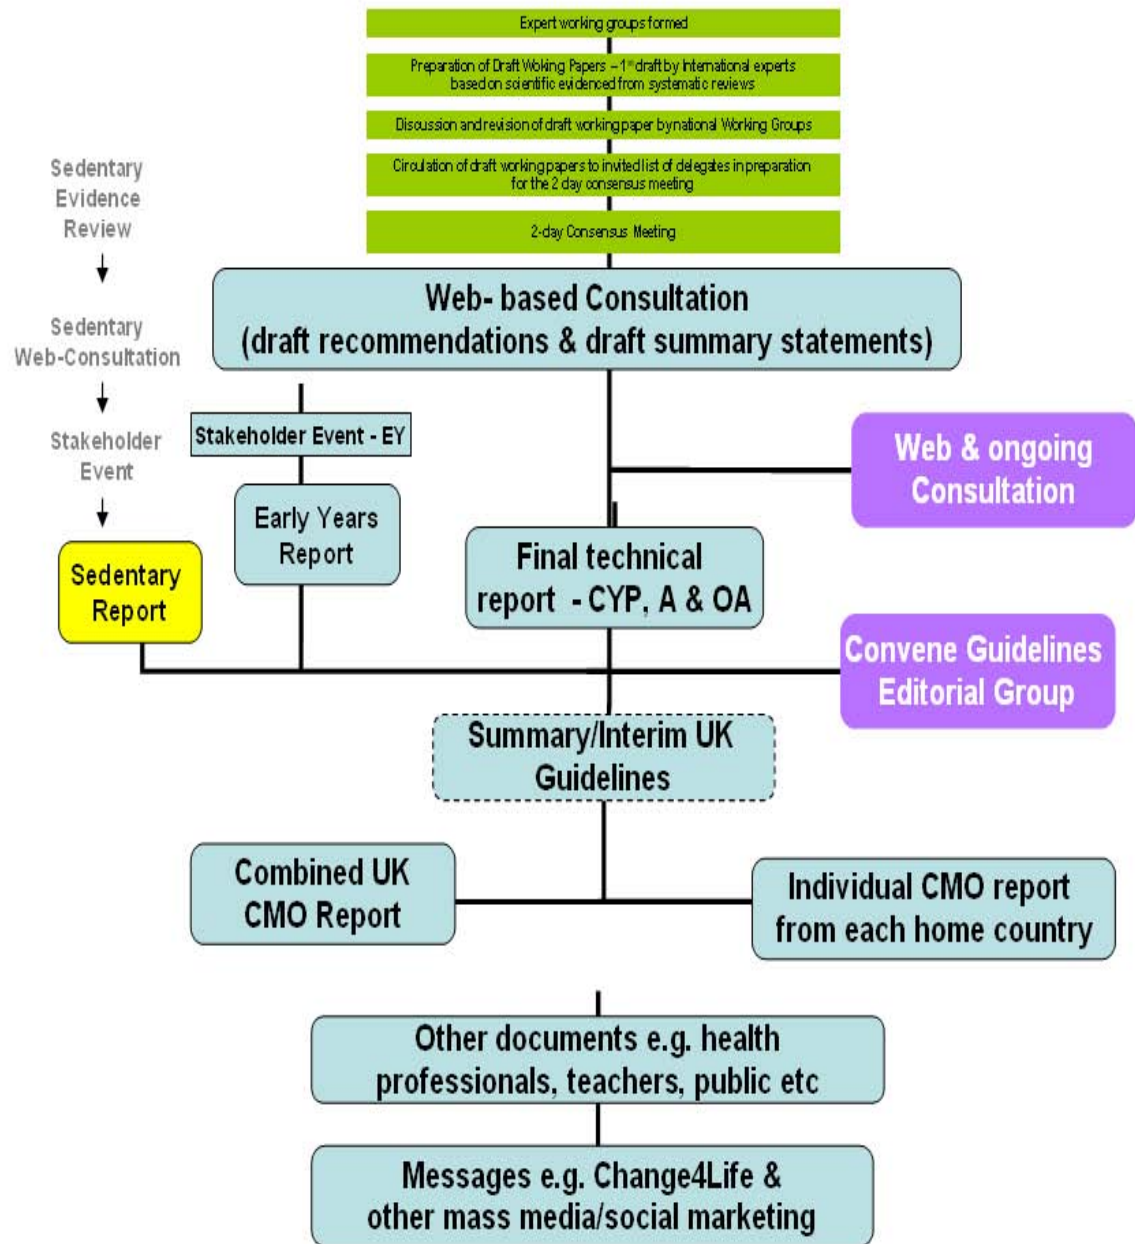 Expert working groups formed
Preparation of Draft Woking Papers – 1st draft by International experts
based on scientific evidenced from systematic reviews
Discussion and revision of draft working paper by national Working Groups
Circulation of draft working papers to invited list of delegates in preparation
for the 2 day consensus meeting
2-day Consensus Meeting
Sedentary
Evidence
Review
Web- based Consultation
(draft recommendations & draft summary statements)
Sedentary
Web-Consultation
Stakeholder Event - EY
Stakeholder
Event
Web & ongoing
Consultation
Early Years
Report
Final technical
report - CYP, A & OA
Sedentary
Report
Convene Guidelines
Editorial Group
Summary/Interim UK
Guidelines
Combined UK
CMO Report
Individual CMO report
from each home country
Other documents e.g. health
professionals, teachers, public etc
Messages e.g. Change4Life &
other mass media/social marketing